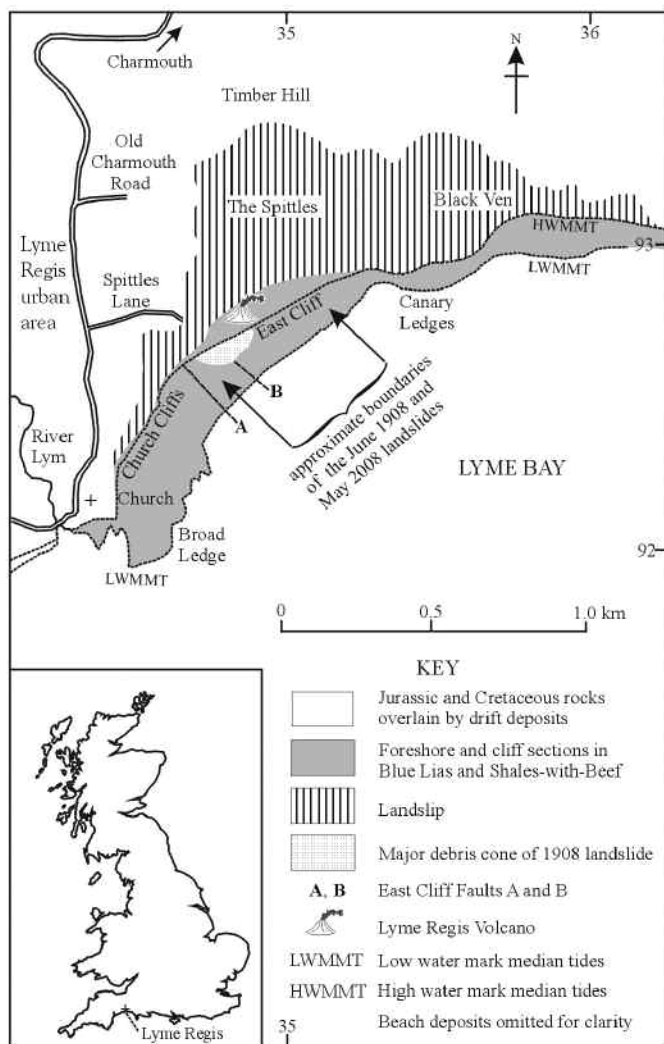 35
36
Charmouth
N
Timber Hill
Old
Charmouth
Road
The Spittles
Black Ven
HWMMT
93
LWMMT
Lyme
Regis
urban
area
Spittles
Lane
East Cliff
Canary
Ledges
B
A
approximate boundaries
of the June 1908 and
May 2008 landslides
Church Cliffs
River
Lym
LYME BAY
Church
Broad
Ledge
92
LWMMT
0
0.5
1.0 km
KEY
Jurassic and Cretaceous rocks
overlain by drift deposits
Foreshore and cliff sections in
Blue Lias and Shales-with-Beef
Landslip
Major debris cone of 1908 landslide
A, B East Cliff Faults A and B
Lyme Regis Volcano
LWMMT Low water mark median tides
HWMMT High water mark median tides
Beach deposits omitted for clarity
Lyme Regis
35